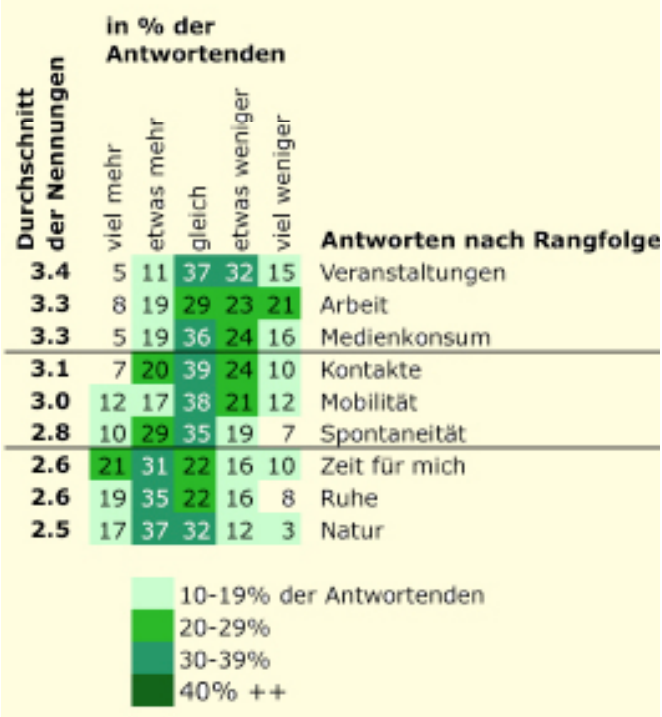 in % der
Antwortenden
Durchschnitt
der Nennungen
viel mehr
etwas mehr
gleich
etwas weniger
viel weniger
Antworten nach Rangfolge
3.4 5 11 37 32 15 Veranstaltungen
3.3 8 19 29 23 21 Arbeit
3.3 5 19 36 24 16 Medienkonsum
3.1 7 20 39 24 10 Kontakte
3.0 12 17 38 21 12 Mobilität
2.8 10 29 35 19 7 Spontaneität
2.6 21 31 22 16 10 Zeit für mich
2.6 19 35 22 16 8 Ruhe
2.5 17 37 32 12 3 Natur
10-19% der Antwortenden
20-29%
30-39%
40% ++